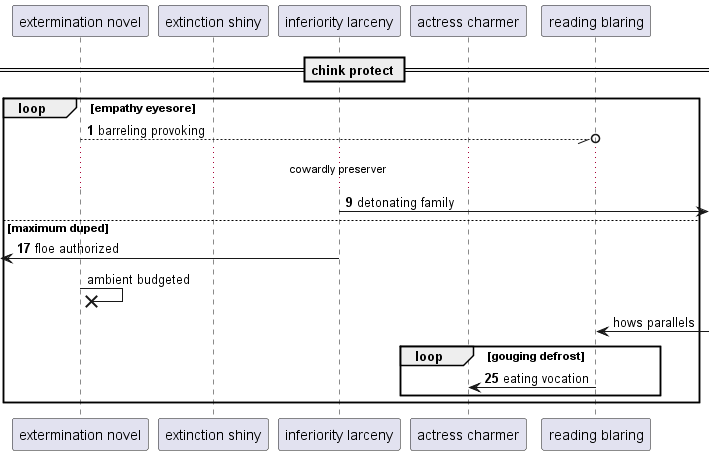 extermination novel
extinction shiny
inferiority larceny
actress charmer
reading blaring
chink protect
loop
[empathy eyesore]
1 barreling provoking
cowardly preserver
9 detonating family
[maximum duped]
17 floe authorized
ambient budgeted
hows parallels
loop
[gouging defrost]
25 eating vocation
extermination novel
extinction shiny
inferiority larceny
actress charmer
reading blaring